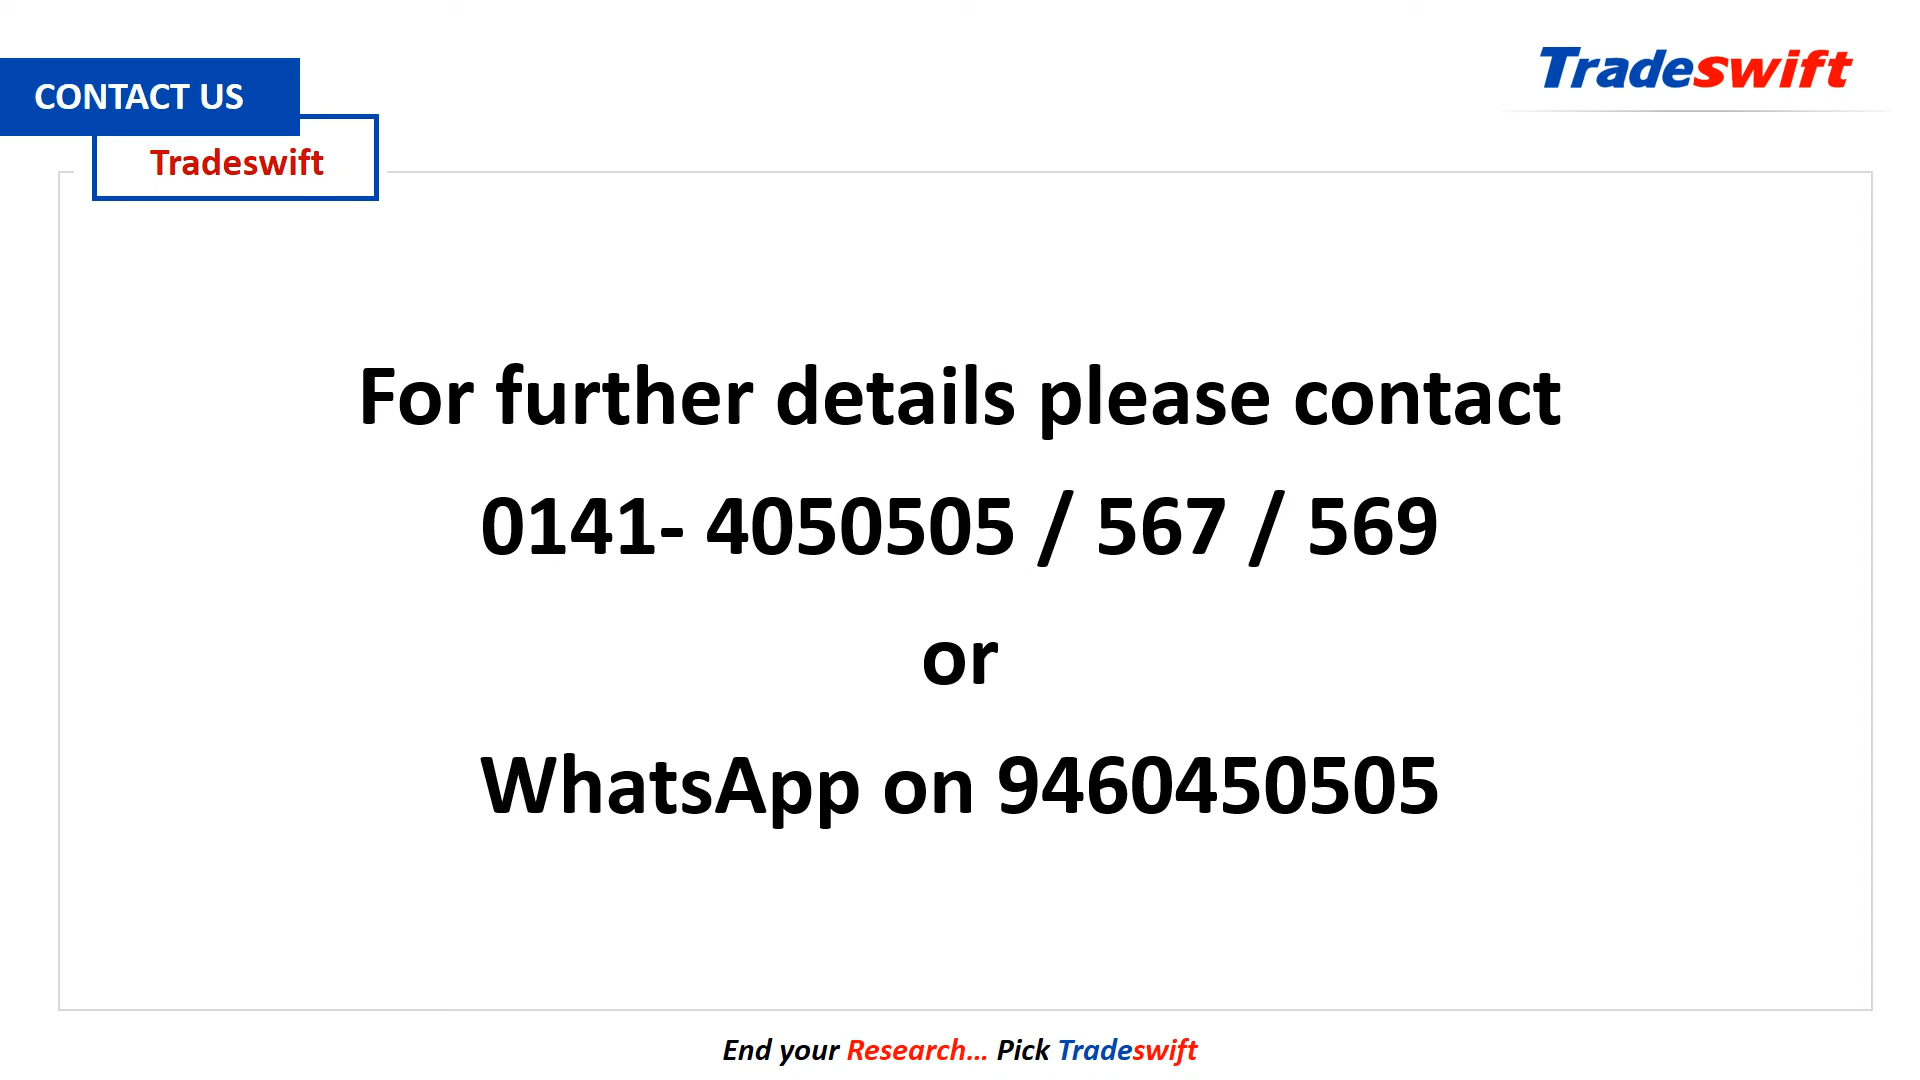 Tradeswift
CONTACT US
Tradeswift
For further details please contact
0141- 4050505 / 567 / 569
or
WhatsApp on 9460450505
End your Research... Pick Tradeswift